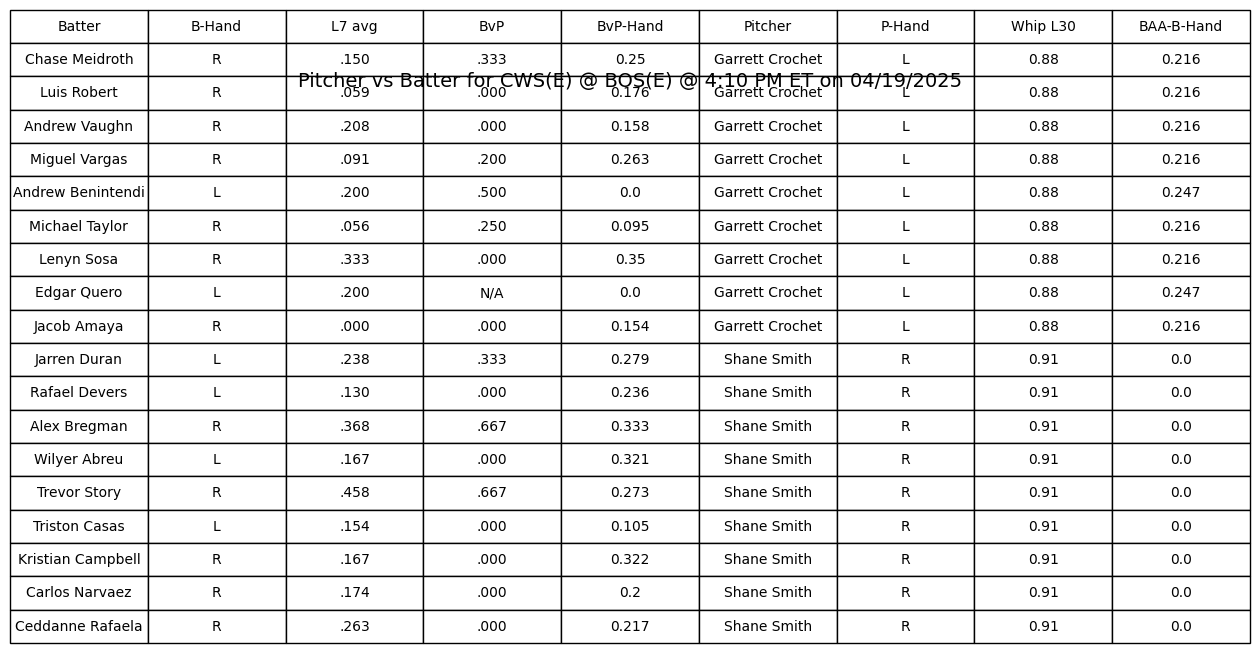 Batter B-Hand L7 avg BvP BvP-Hand Pitcher P-Hand Whip L30 BAA-B-Hand
Chase Meidroth R .150 .333 0.25 Garrett Crochet L 0.88 0.216
Pitcher vs Batter for CWS(E) @ BOS(E) @ 4:10 PM ET on 04/19/2025
Luis Robert R .059 .000 0.176 Garrett Crochet L 0.88 0.216
Andrew Vaughn R .208 .000 0.158 Garrett Crochet L 0.88 0.216
Miguel Vargas R .091 .200 0.263 Garrett Crochet L 0.88 0.216
Andrew Benintendi L .200 .500 0.0 Garrett Crochet L 0.88 0.247
Michael Taylor R .056 .250 0.095 Garrett Crochet L 0.88 0.216
Lenyn Sosa R .333 .000 0.35 Garrett Crochet L 0.88 0.216
Edgar Quero L .200 N/A 0.0 Garrett Crochet L 0.88 0.247
Jacob Amaya R .000 .000 0.154 Garrett Crochet L 0.88 0.216
Jarren Duran L .238 .333 0.279 Shane Smith R 0.91 0.0
Rafael Devers L .130 .000 0.236 Shane Smith R 0.91 0.0
Alex Bregman R .368 .667 0.333 Shane Smith R 0.91 0.0
Wilyer Abreu L .167 .000 0.321 Shane Smith R 0.91 0.0
Trevor Story R .458 .667 0.273 Shane Smith R 0.91 0.0
Triston Casas L .154 .000 0.105 Shane Smith R 0.91 0.0
Kristian Campbell R .167 .000 0.322 Shane Smith R 0.91 0.0
Carlos Narvaez R .174 .000 0.2 Shane Smith R 0.91 0.0
Ceddanne Rafaela R .263 .000 0.217 Shane Smith R 0.91 0.0